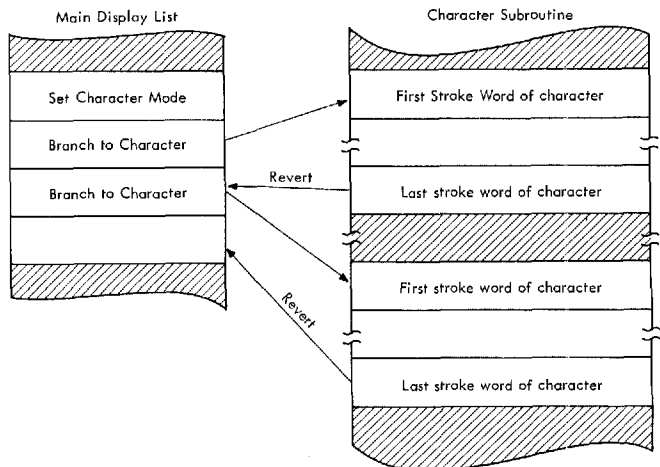 Main Display List
Set Character Mode
Branch to Character
Branch to Character
Character Subroutine
First Stroke Word of character
Revert
Last stroke word of character
First stroke word of character
Revert
Last stroke word of character